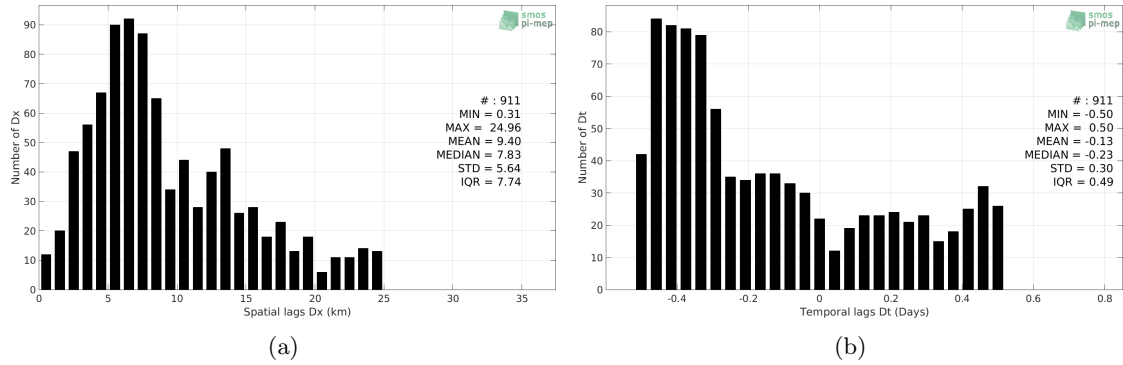 smos
pi-mep
90
80
70
60
50
40
30
20
10
0
Number of Dx
# : 911
MIN = 0.31
MAX = 24.96
MEAN = 9.40
MEDIAN = 7.83
STD = 5.64
IQR = 7.74
0 5 10 15 20 25 30 35
Spatial lags Dx (km)
(a)
smos
pi-mep
80
70
60
50
40
30
20
10
0
Number of Dt
# : 911
MIN = -0.50
MAX = 0.50
MEAN = -0.13
MEDIAN = -0.23
STD = 0.30
IQR = 0.49
-0.4 -0.2 0 0.2 0.4 0.6 0.8
Temporal lags Dt (Days)
(b)